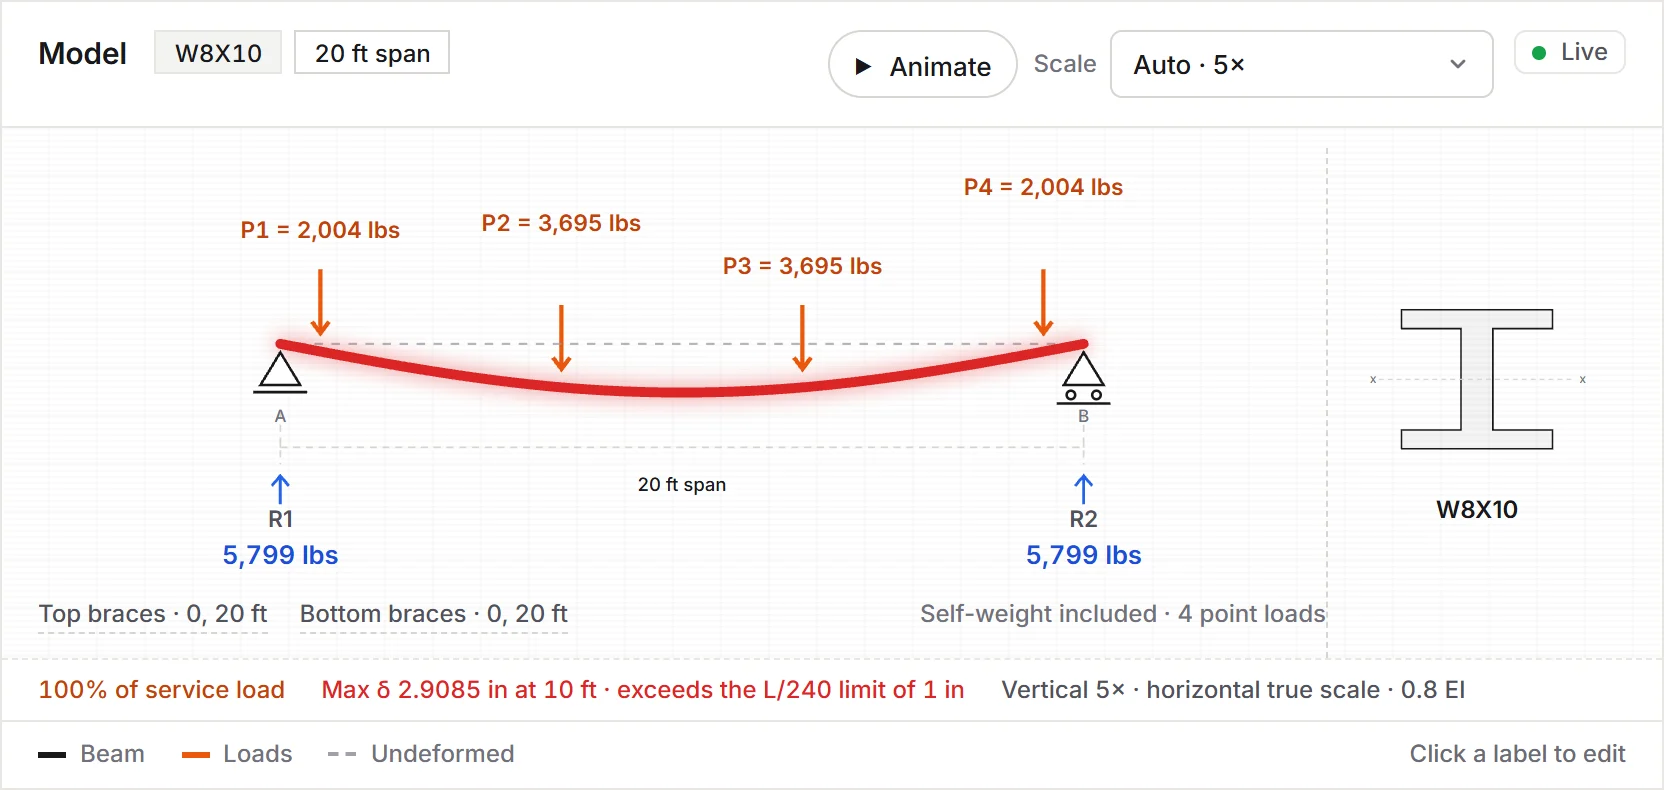 Model
W8X10
20 ft span
Animate
Scale
Auto · 5×
Live
P4 = 2,004 lbs
P1 = 2,004 lbs
P2 = 3,695 lbs
P3 = 3,695 lbs
x
x
A
B
20 ft span
R1
R2
W8X10
5,799 lbs
5,799 lbs
Top braces · 0, 20 ft
Bottom braces · 0, 20 ft
Self-weight included · 4 point loads
100% of service load
Max δ 2.9085 in at 10 ft · exceeds the L/240 limit of 1 in
Vertical 5× · horizontal true scale · 0.8 EI
Beam
Loads
Undeformed
Click a label to edit